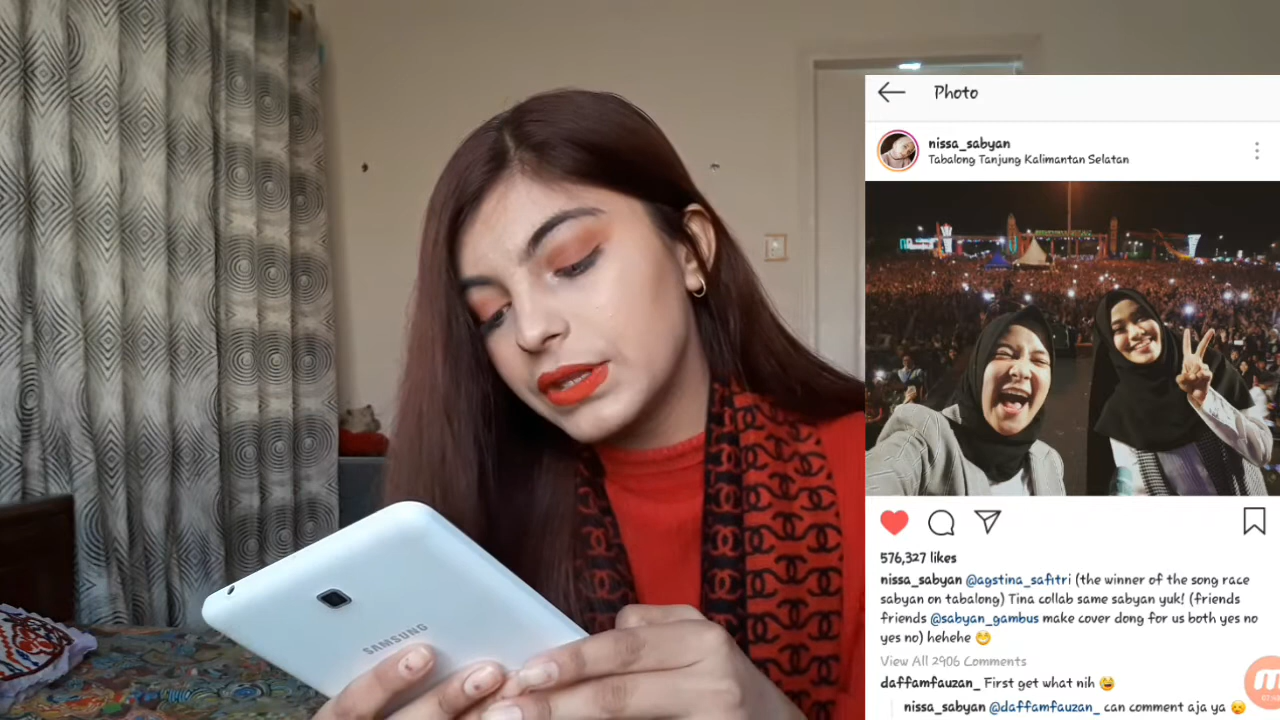 SAMSUNG
Photo
nissa_sabyan
Tabalong Tanjung Kalimantan Selatan
576,327 likes
nissa_sabyan @agstina_safitri (the winner of the song race
sabyan on tabalong) Tina collab same sabyan yuk! (friends
friends @sabyan_gambus make cover dong for us both yes no
yes no) hehehe 😁
View All 2906 Comments
daffamfauzan_ First get what nih 😆
nissa_sabyan @daffamfauzan_ can comment aja ya 😥